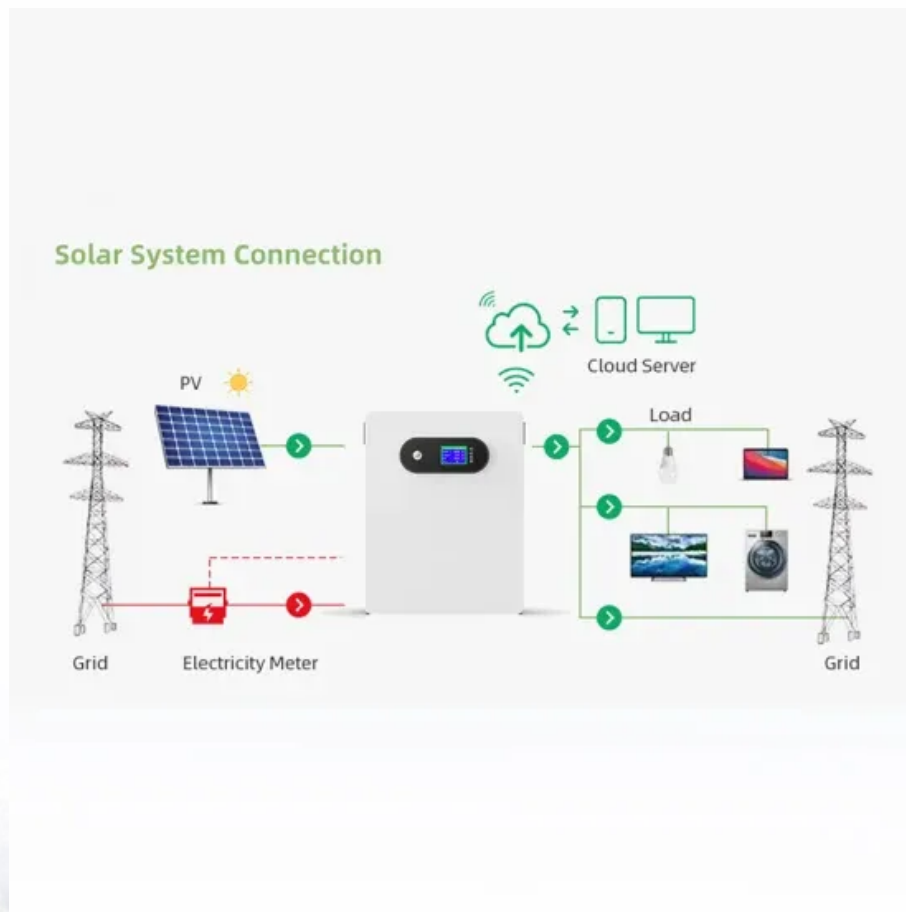 Solar System Connection
Cloud Server
PV
Load
Grid
Electricity Meter
Grid